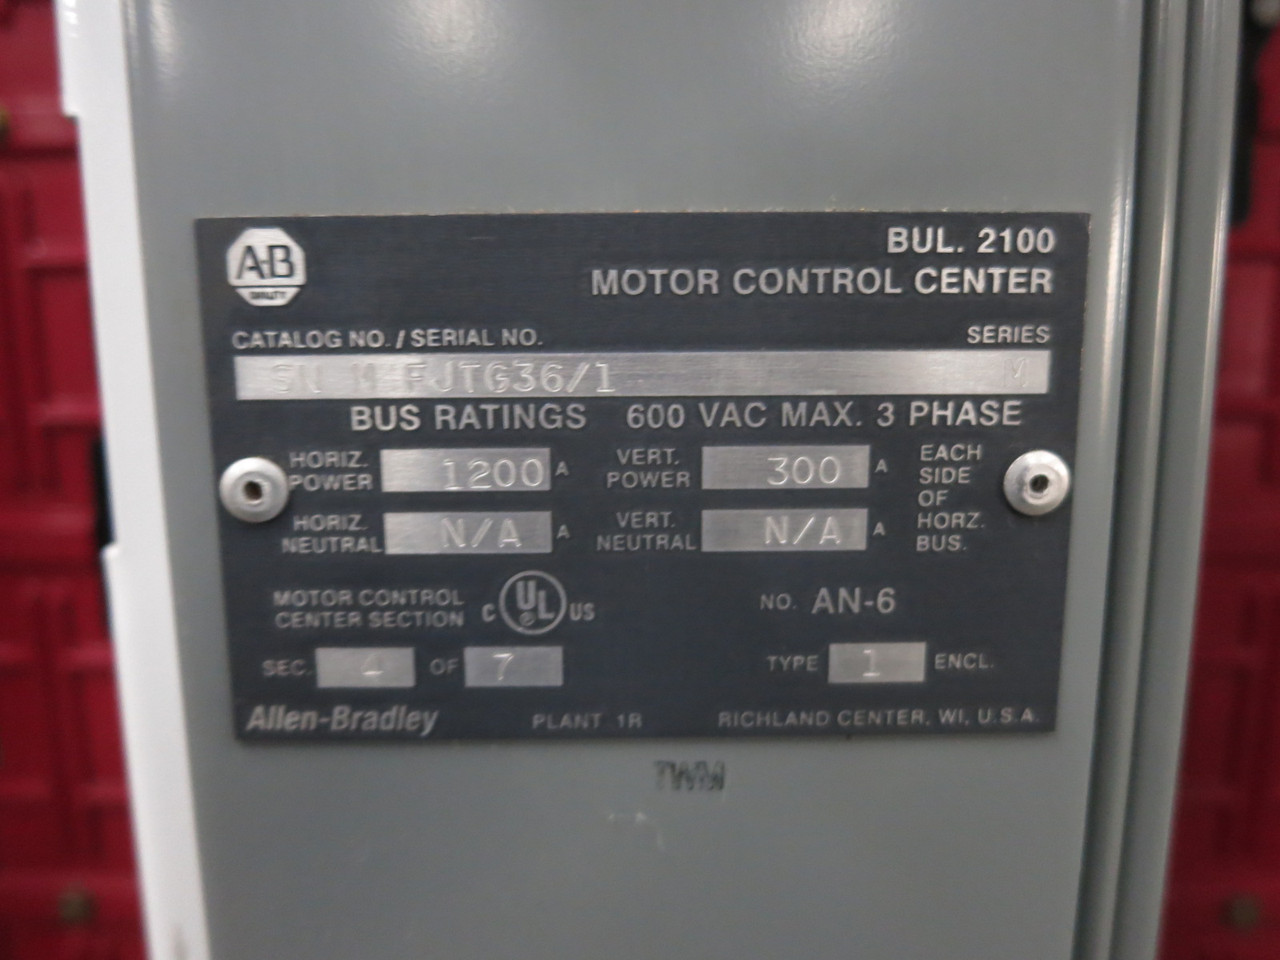 A-B
QUALITY
BUL. 2100
MOTOR CONTROL CENTER
CATALOG NO. / SERIAL NO. SERIES
SN M-FJTG36/1 M
BUS RATINGS 600 VAC MAX. 3 PHASE
HORIZ. POWER 1200 A VERT. POWER 300 A EACH SIDE OF HORZ. BUS.
HORIZ. NEUTRAL N/A A VERT. NEUTRAL N/A A
MOTOR CONTROL CENTER SECTION C UL US NO. AN-6
SEC. 4 OF 7 TYPE 1 ENCL.
Allen-Bradley PLANT 1R RICHLAND CENTER, WI, U.S.A.
TWM